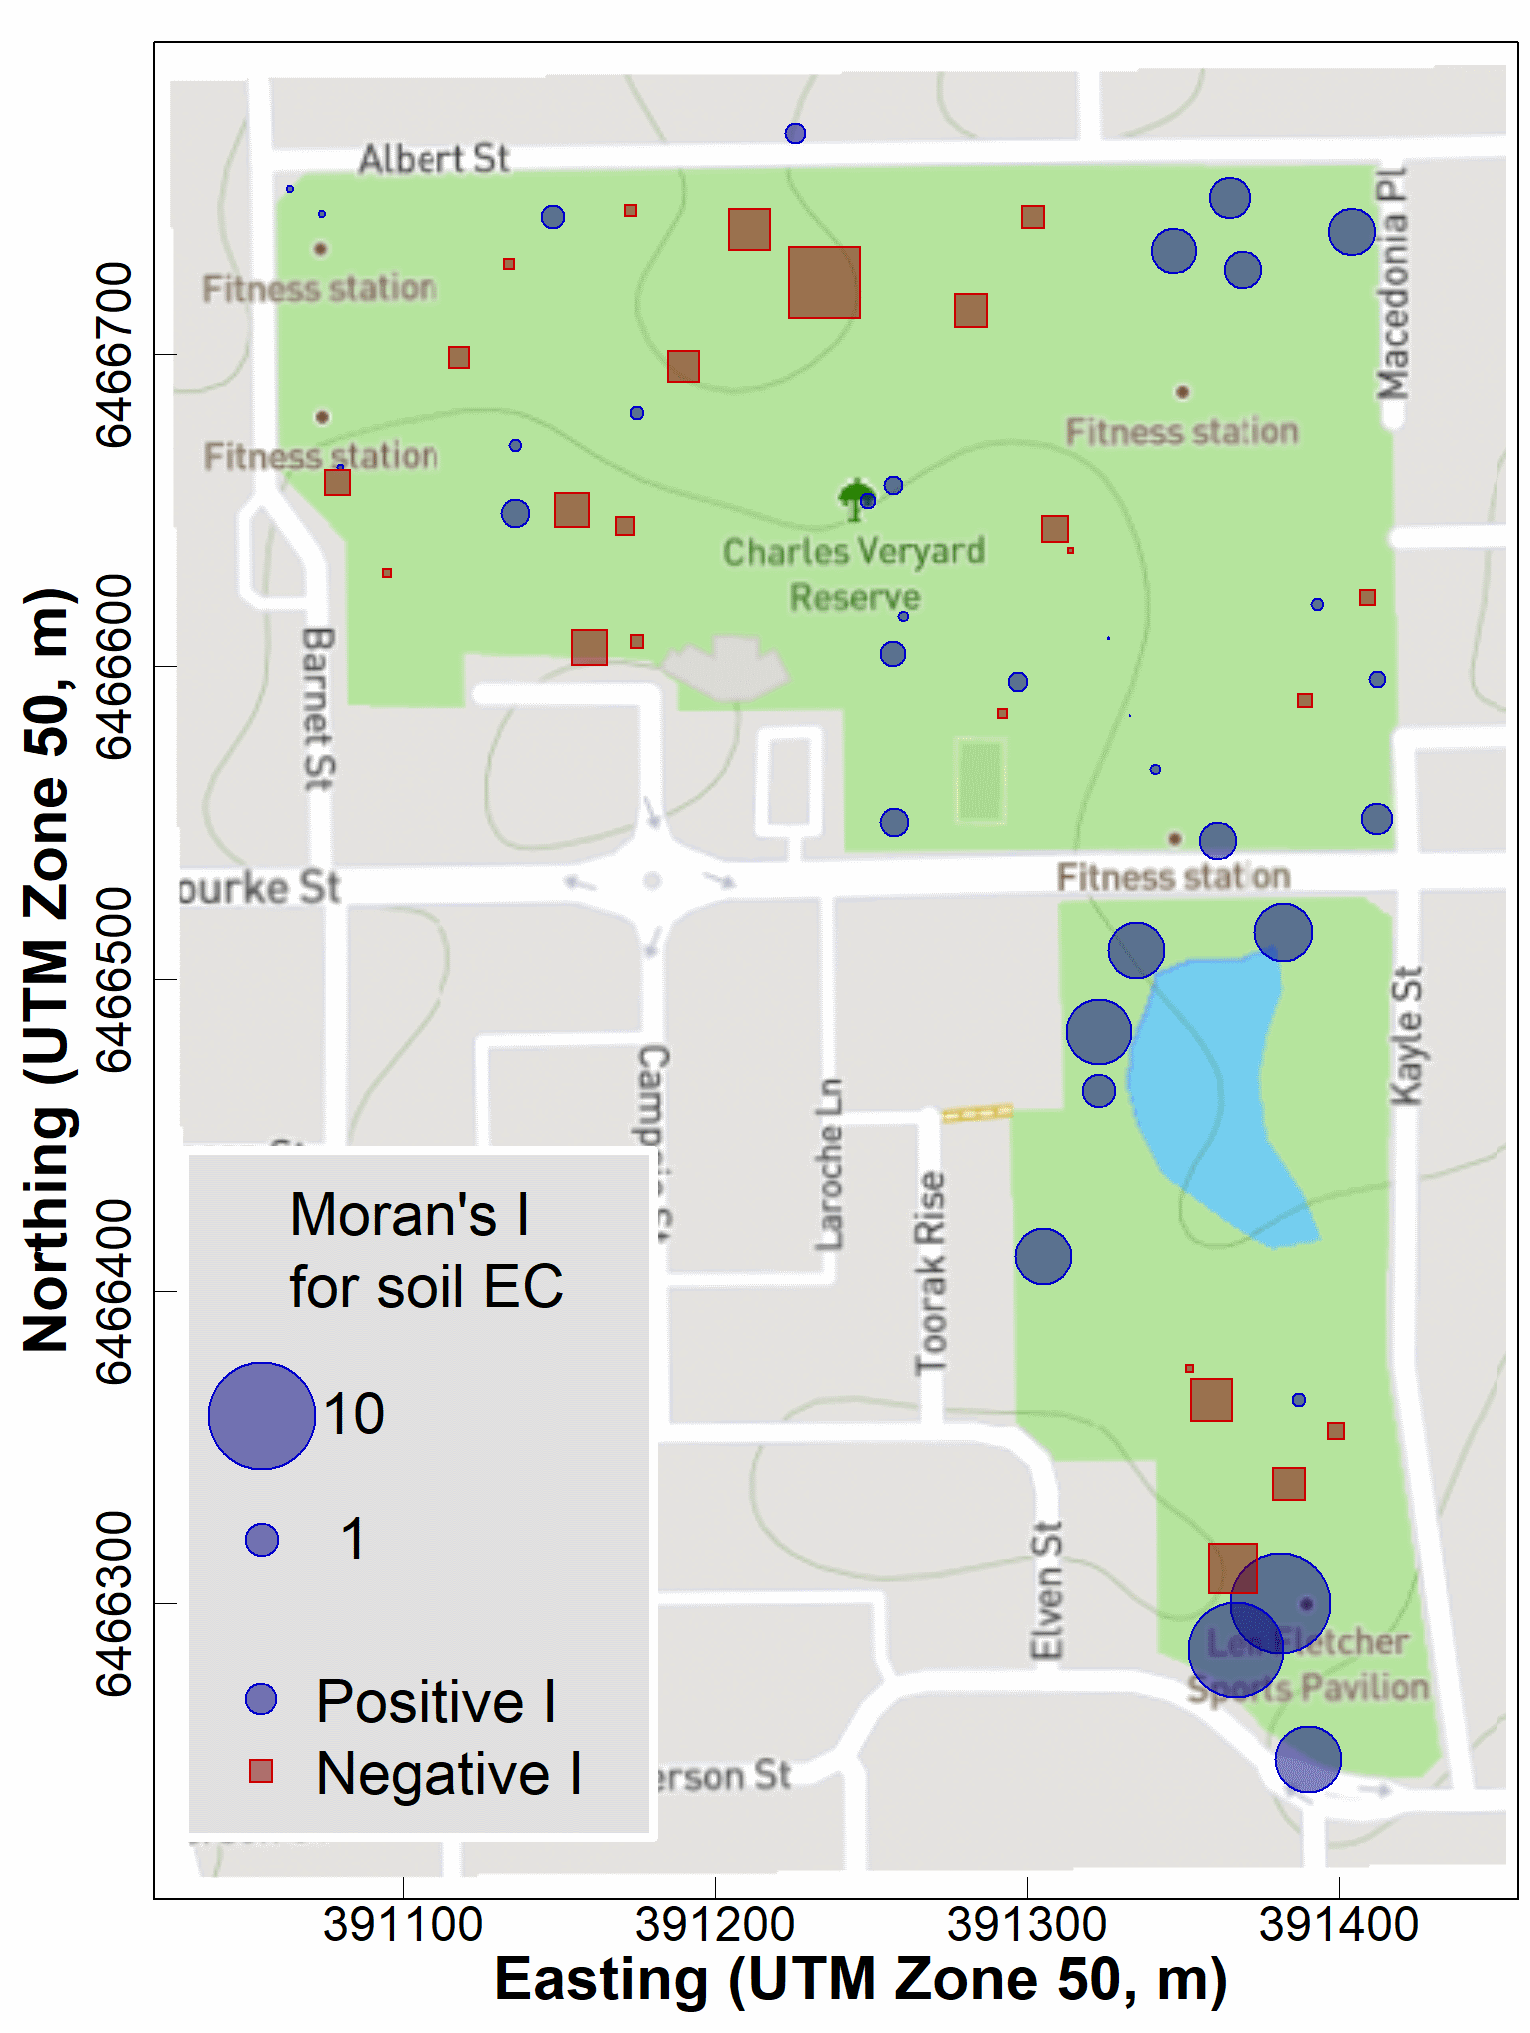 Albert St
Macedonia Pl
Fitness station
Fitness station
Fitness station
Charles Veryard
Reserve
Barnet St
ourke St
Fitness station
Kayle St
Laroche Ln
Toorak Rise
Elven St
Len Fletcher
Sports Pavilion
erson St
Moran's I
for soil EC
10
1
Positive I
Negative I
6466700
6466600
6466500
6466400
6466300
Northing (UTM Zone 50, m)
391100
391200
391300
391400
Easting (UTM Zone 50, m)